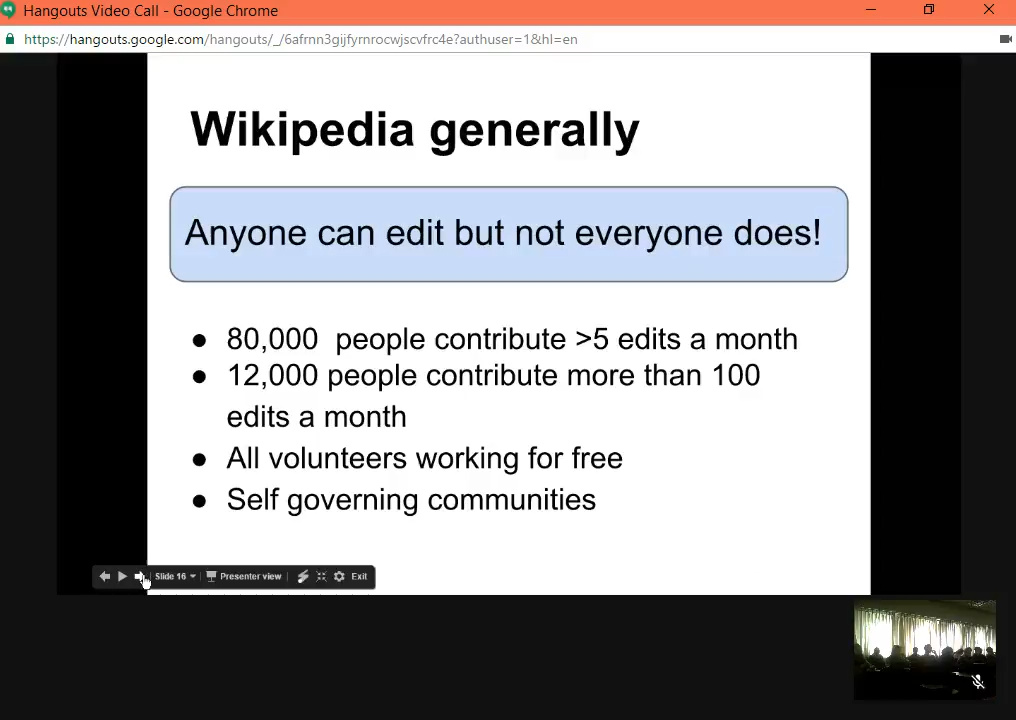 Hangouts Video Call - Google Chrome
https://hangouts.google.com/hangouts/_/6afrnn3gijfyrnrocwjscvfrc4e?authuser=1&hl=en
Wikipedia generally
Anyone can edit but not everyone does!
● 80,000 people contribute >5 edits a month
● 12,000 people contribute more than 100
edits a month
● All volunteers working for free
● Self governing communities
Slide 16 Presenter view Exit